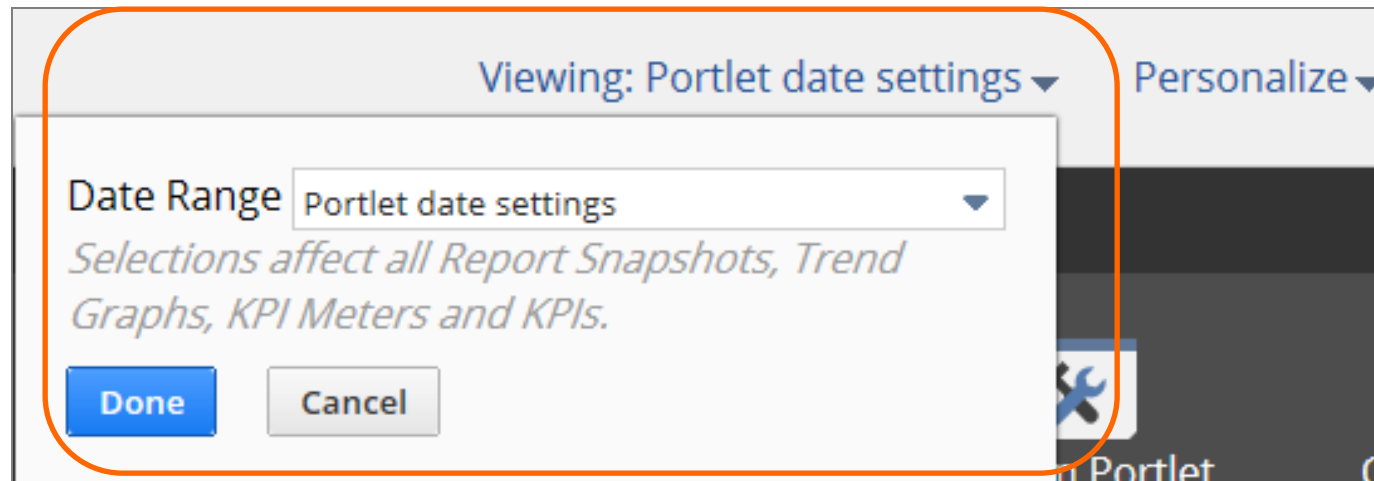 Viewing: Portlet date settings
Personalize
Date Range
Portlet date settings
Selections affect all Report Snapshots, Trend
Graphs, KPI Meters and KPIs.
Done
Cancel
Portlet